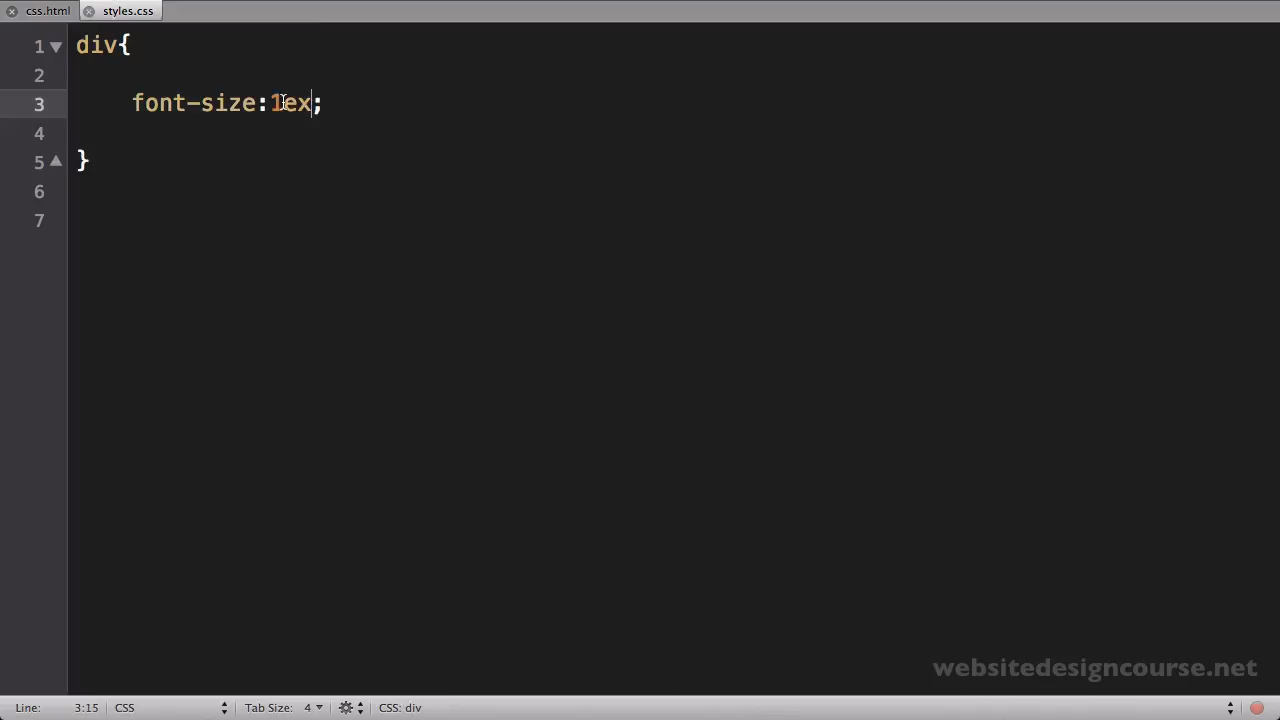 css.html styles.css
1 div{
2
3 font-size:1ex;
4
5 }
6
7
websitedesigncourse.net
Line: 3:15 CSS Tab Size: 4 CSS: div